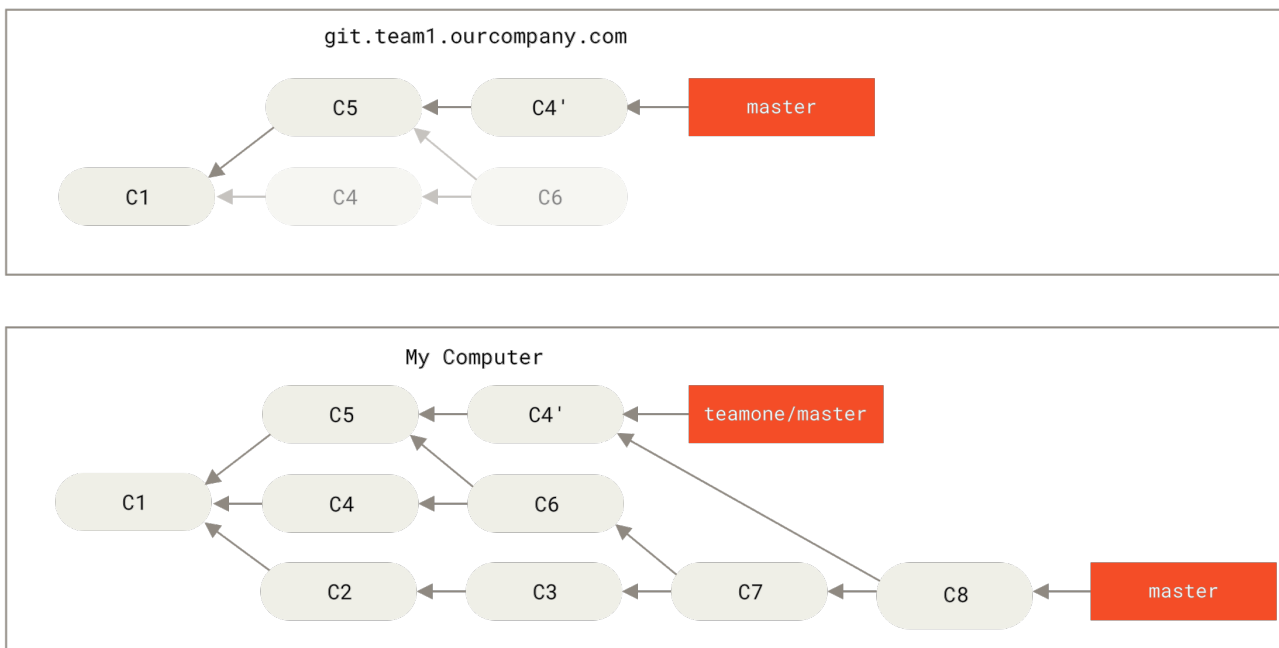 git.team1.ourcompany.com
C5
C4'
master
C1
C4
C6
My Computer
C5
C4'
teamone/master
C1
C4
C6
C2
C3
C7
C8
master